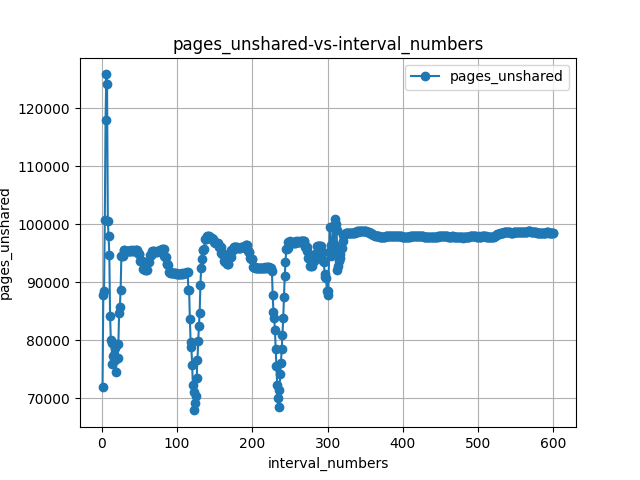 pages_unshared-vs-interval_numbers
pages_unshared
120000
110000
100000
90000
80000
70000
pages_unshared
0 100 200 300 400 500 600
interval_numbers